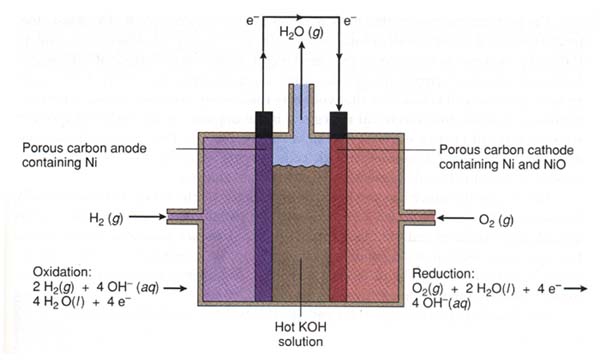 e⁻
e⁻
H₂O (g)
Porous carbon anode
containing Ni
Porous carbon cathode
containing Ni and NiO
H₂ (g)
O₂ (g)
Oxidation:
2 H₂(g) + 4 OH⁻ (aq) →
4 H₂O(l) + 4 e⁻
Reduction:
O₂(g) + 2 H₂O(l) + 4 e⁻→
4 OH⁻(aq)
Hot KOH
solution